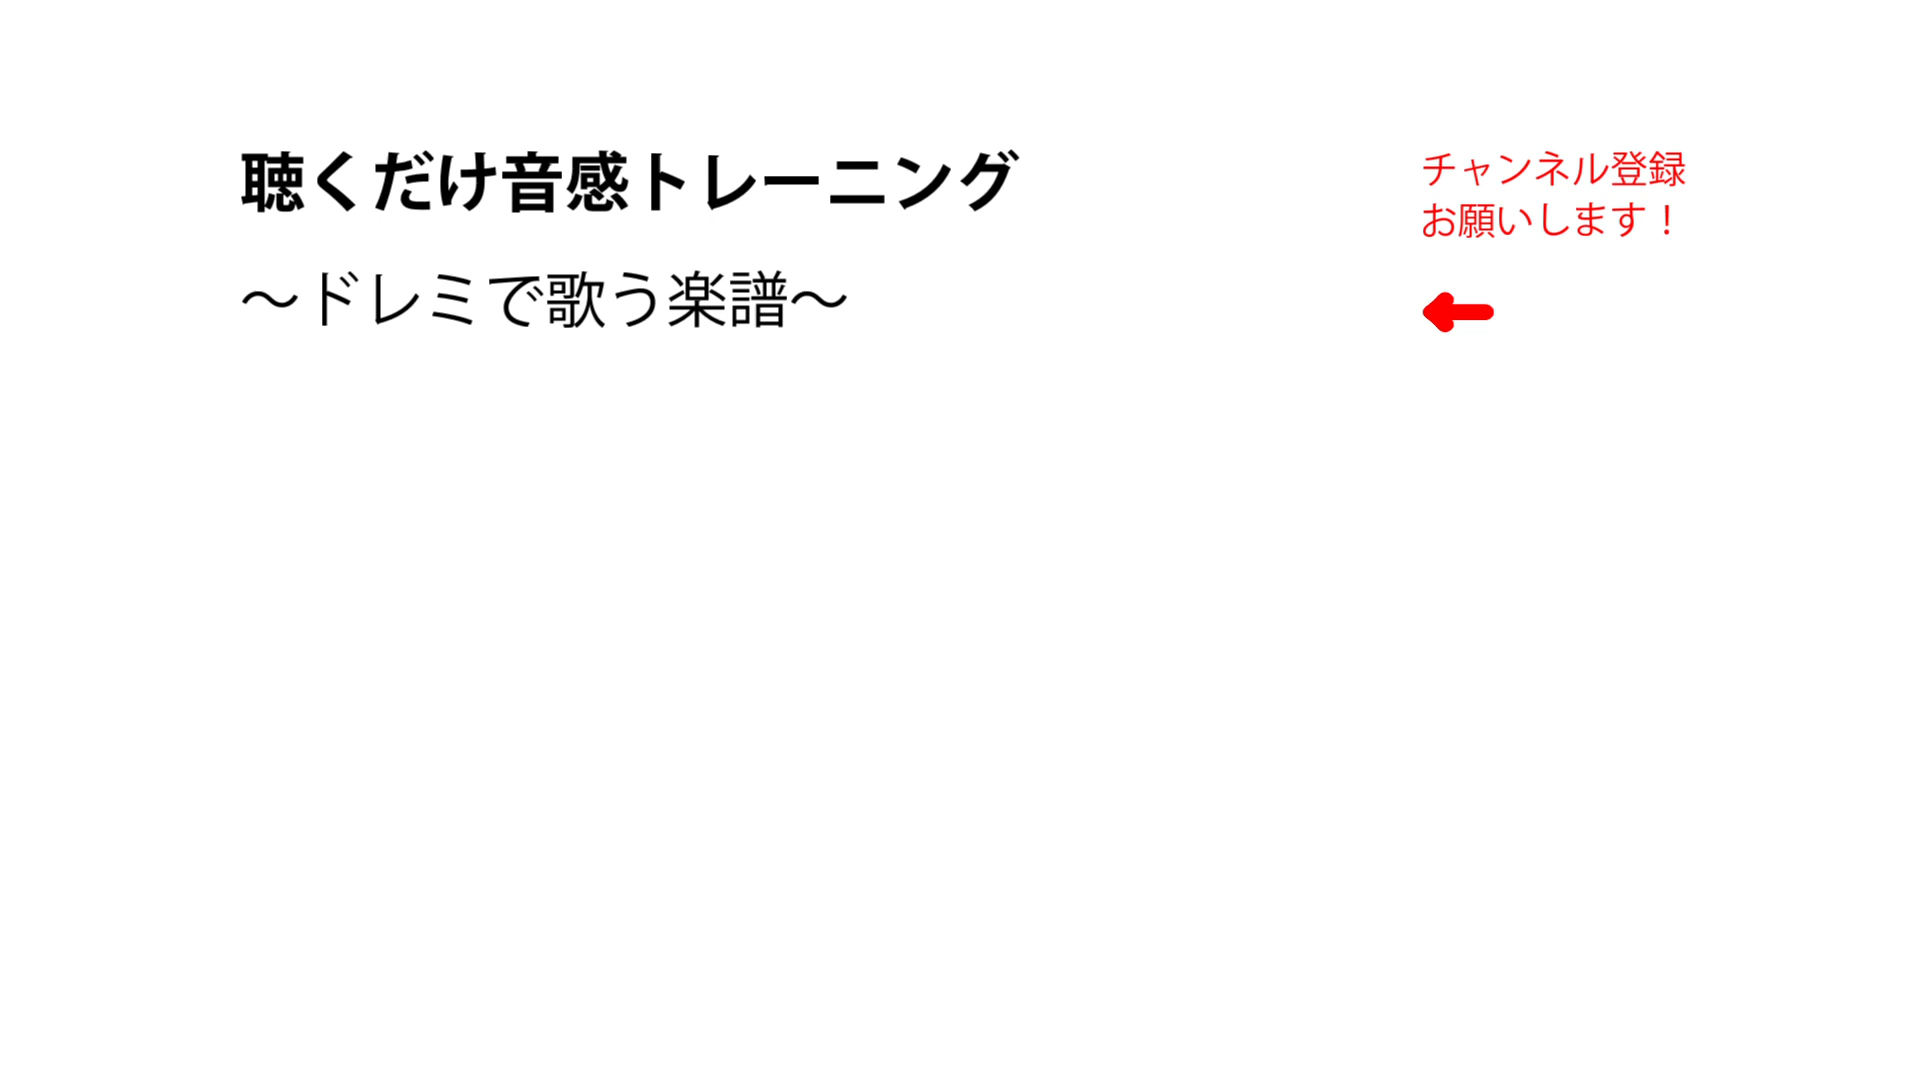 聴くだけ音感トレーニング
〜ドレミで歌う楽譜〜
チャンネル登録
お願いします！